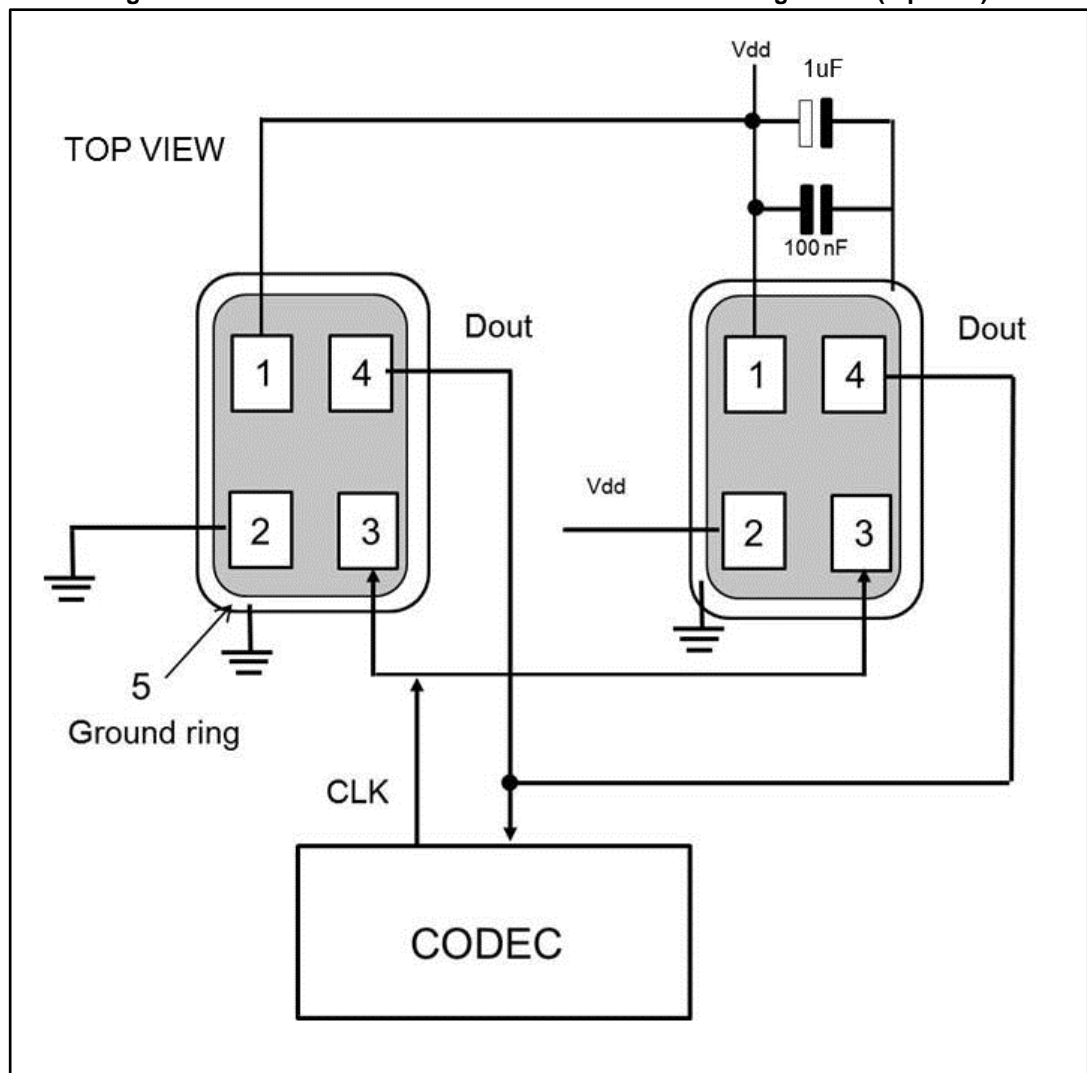 Vdd
1uF
TOP VIEW
100 nF
Dout
Dout
1
4
1
4
Vdd
2
3
2
3
5
Ground ring
CLK
CODEC